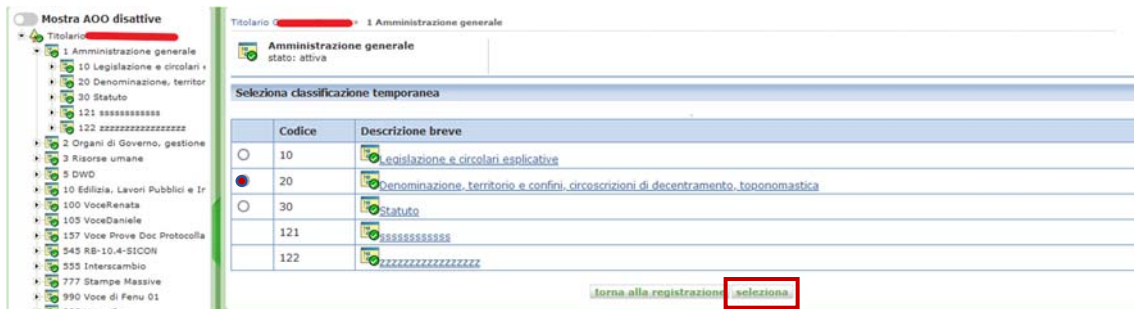 Mostra AOO disattive
Titolario
1 Amministrazione generale
10 Legislazione e circolari
20 Denominazione, territor
30 Statuto
121 ssssssssssss
122 zzzzzzzzzzzzzzzzz
2 Organi di Governo, gestione
3 Risorse umane
5 DWD
10 Edilizia, Lavori Pubblici e Ir
100 VoceRenata
105 VoceDaniele
157 Voce Prove Doc Protocolla
545 RB-10.4-SICON
555 Interscambio
777 Stampe Massive
990 Voce di Fenu 01
Titolario 1 Amministrazione generale
Amministrazione generale
stato: attiva
Seleziona classificazione temporanea
Codice Descrizione breve
10 Legislazione e circolari esplicative
20 Denominazione, territorio e confini, circoscrizioni di decentramento, toponomastica
30 Statuto
121 ssssssssssss
122 zzzzzzzzzzzzzzzzz
torna alla registrazione seleziona